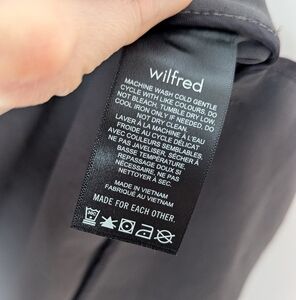 wilfred
MACHINE WASH COLD GENTLE
CYCLE WITH LIKE COLOURS, DO
NOT BLEACH, TUMBLE DRY LOW
COOL IRON ONLY IF NEEDED, DO
NOT DRY CLEAN.
LAVER À LA MACHINE À L'EAU
FROIDE AU CYCLE DÉLICAT
AVEC COULEURS SEMBLABLES,
NE PAS JAVELISER, SÉCHER À
BASSE TEMPÉRATURE.
REPASSAGE DOUX SI
NÉCESSAIRE, NE PAS
NETTOYER À SEC.
MADE IN VIETNAM
FABRIQUÉ AU VIETNAM
MADE FOR EACH OTHER.